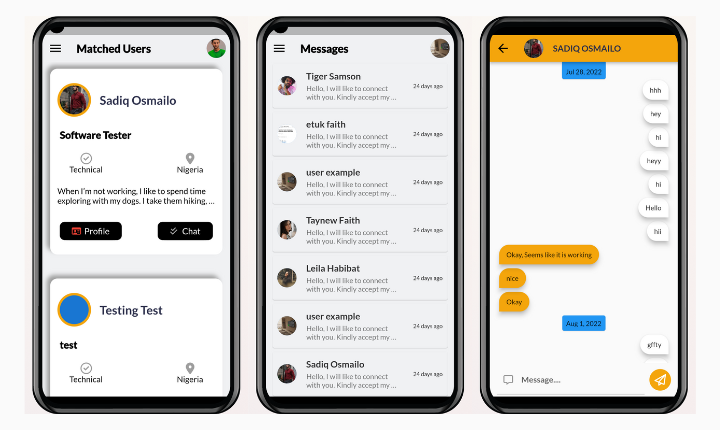 Matched Users
Sadiq Osmailo
Software Tester
Technical
Nigeria
When I'm not working, I like to spend time
exploring with my dogs. I take them hiking, ...
Profile
Chat
Testing Test
test
Technical
Nigeria
Messages
Tiger Samson
Hello, I will like to connect
with you. Kindly accept my ...
24 days ago
etuk faith
Hello, I will like to connect
with you. Kindly accept my ...
24 days ago
user example
Hello, I will like to connect
with you. Kindly accept my ...
24 days ago
Taynew Faith
Hello, I will like to connect
with you. Kindly accept my ...
24 days ago
Leila Habibat
Hello, I will like to connect
with you. Kindly accept my ...
24 days ago
user example
Hello, I will like to connect
with you. Kindly accept my ...
24 days ago
Sadiq Osmailo
Hello, I will like to connect
with you. Kindly accept my ...
24 days ago
SADIQ OSMAILO
Jul 28, 2022
hhh
hey
hi
heyy
hi
Hello
hii
Okay, Seems like it is working
nice
Okay
Aug 1, 2022
gffty
Message....